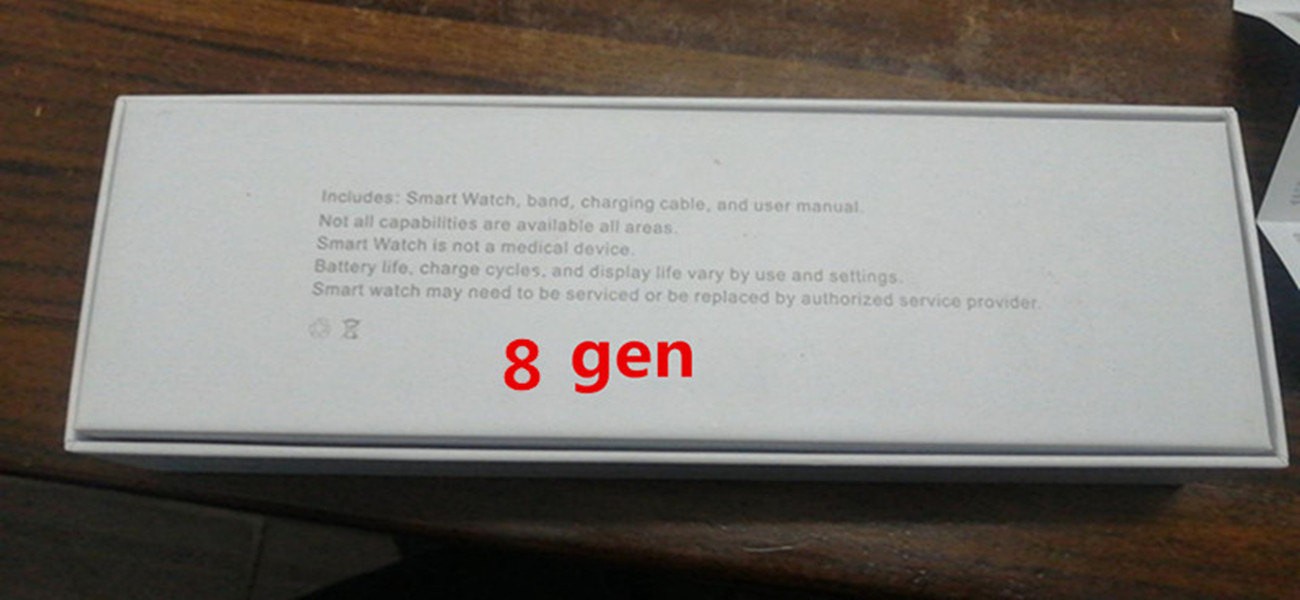 Includes: Smart Watch, band, charging cable, and user manual.
Not all capabilities are available all areas.
Smart Watch is not a medical device.
Battery life, charge cycles, and display life vary by use and settings.
Smart watch may need to be serviced or be replaced by authorized service provider.
8 gen